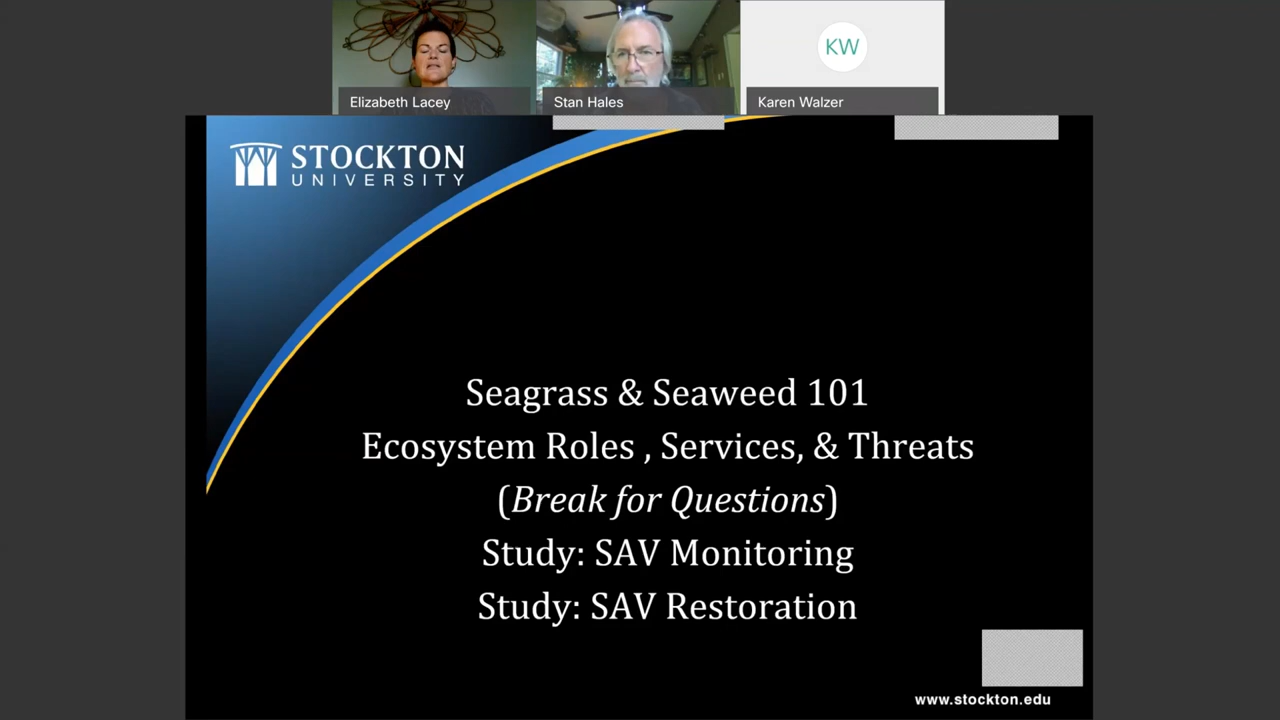 Elizabeth Lacey
Stan Hales
KW
Karen Walzer
STOCKTON
UNIVERSITY
Seagrass & Seaweed 101
Ecosystem Roles , Services, & Threats
(Break for Questions)
Study: SAV Monitoring
Study: SAV Restoration
www.stockton.edu